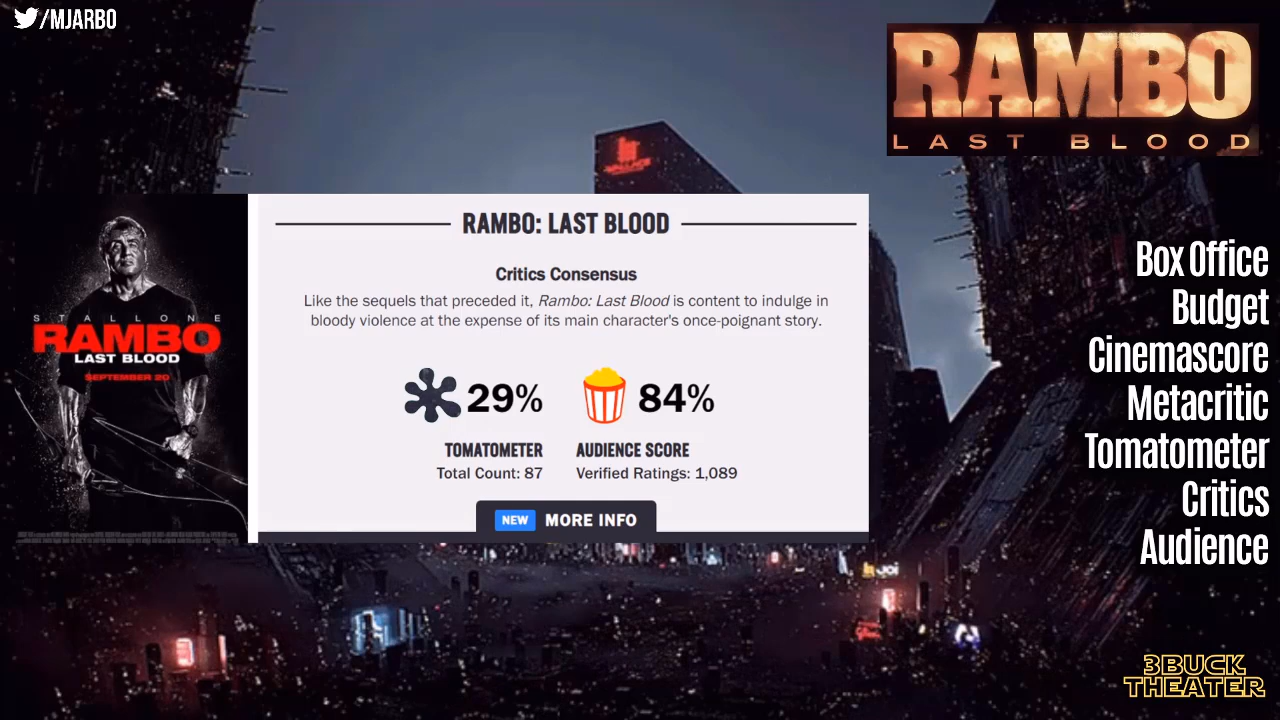 /MJARBO
RAMBO
LAST BLOOD
RAMBO: LAST BLOOD
Critics Consensus
Like the sequels that preceded it, Rambo: Last Blood is content to indulge in
bloody violence at the expense of its main character's once-poignant story.
29% 84%
TOMATOMETER AUDIENCE SCORE
Total Count: 87 Verified Ratings: 1,089
NEW MORE INFO
STALLONE
RAMBO
LAST BLOOD
SEPTEMBER 20
Box Office
Budget
Cinemascore
Metacritic
Tomatometer
Critics
Audience
JOI
3BUCK
THEATER